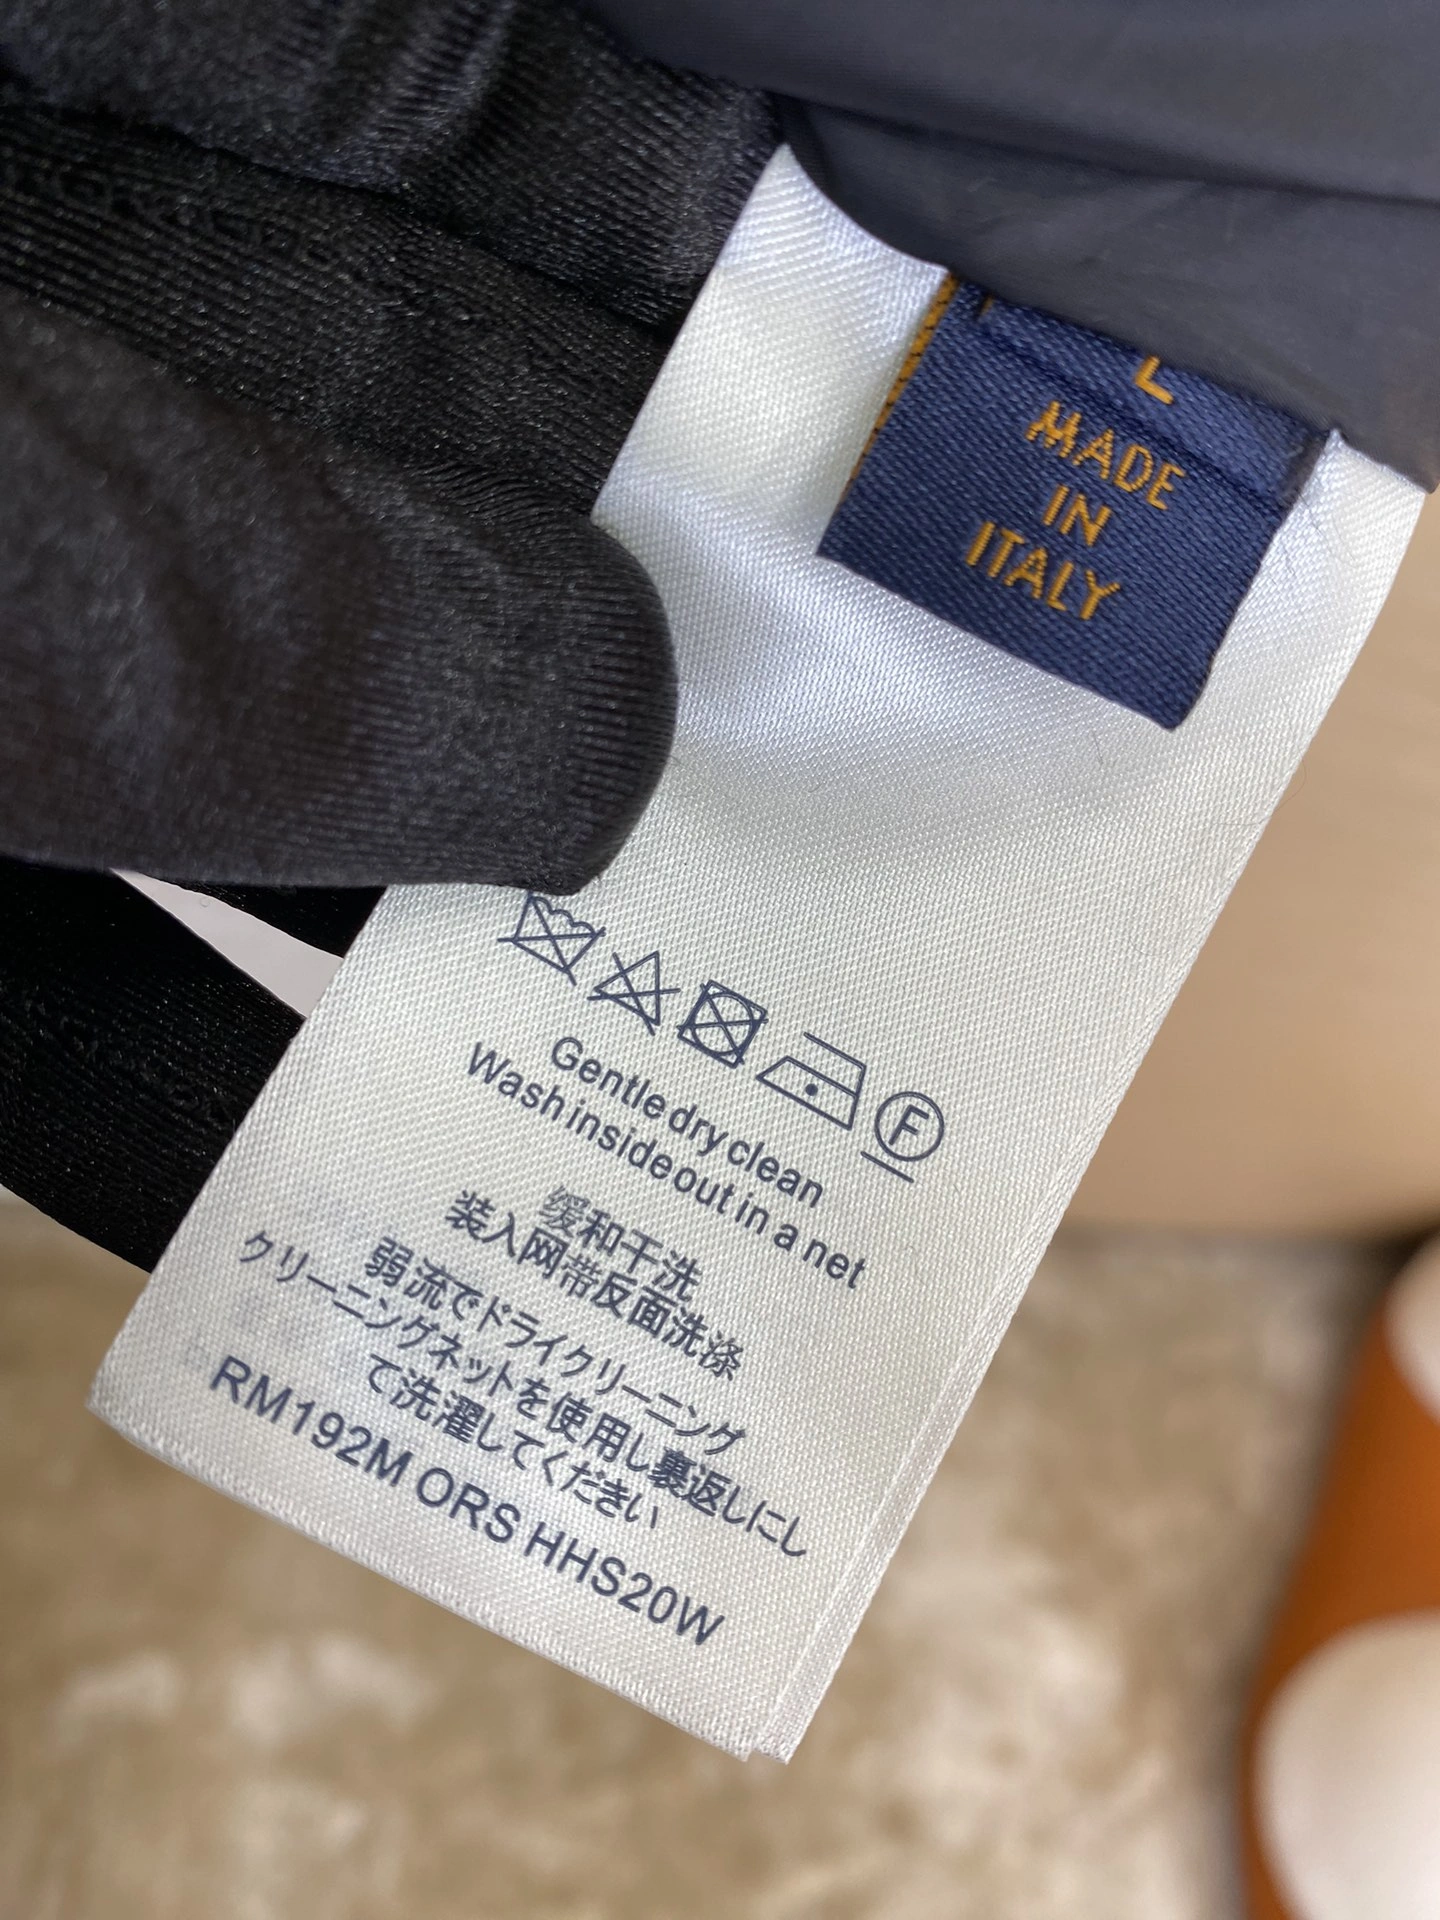 L
MADE
IN
ITALY
F
Gentle dry clean
Wash inside out in a net
缓和干洗
装入网带反面洗涤
弱流でドライクリーニング
クリーニングネットを使用し裏返しにし
て洗濯してください
RM192M ORS HHS20W